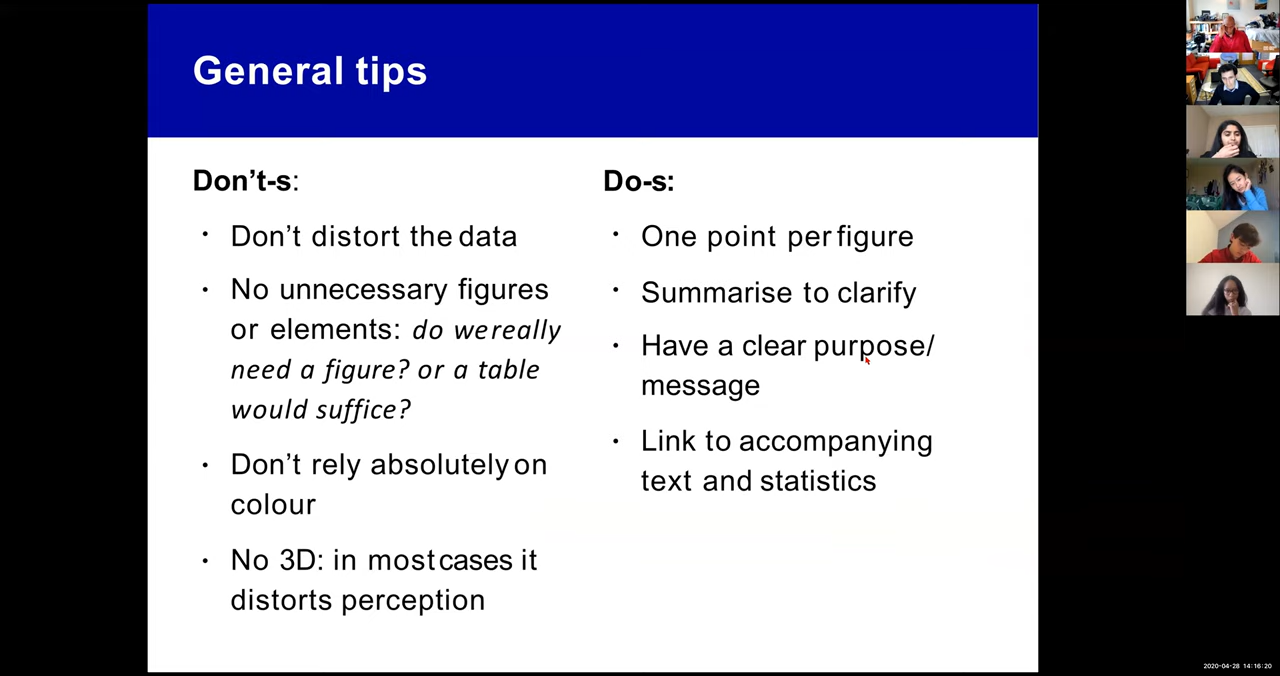 General tips
Don't-s:
Don't distort the data
No unnecessary figures
or elements: do we really
need a figure? or a table
would suffice?
Don't rely absolutely on
colour
No 3D: in most cases it
distorts perception
Do-s:
One point per figure
Summarise to clarify
Have a clear purpose/
message
Link to accompanying
text and statistics
2020-04-28 14:16:20